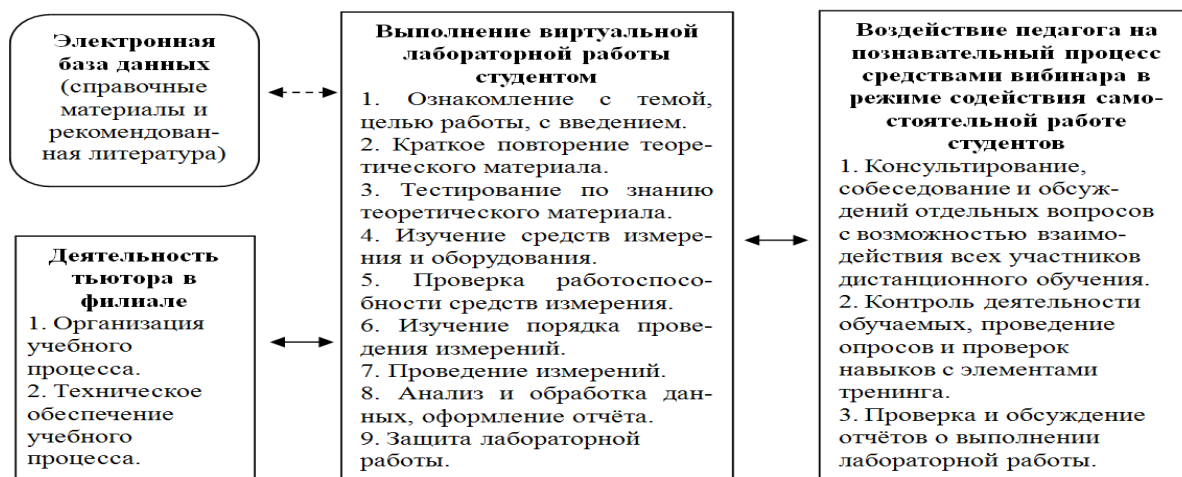 Электронная
база данных
(справочные
материалы и
рекомендован-
ная литература)
Деятельность
тьютора в
филиале
1. Организация
учебного
процесса.
2. Техническое
обеспечение
учебного
процесса.
Выполнение виртуальной
лабораторной работы
студентом
1. Ознакомление с темой,
целью работы, с введением.
2. Краткое повторение теоре-
тического материала.
3. Тестирование по знанию
теоретического материала.
4. Изучение средств измере-
ния и оборудования.
5. Проверка работоспосо-
бности средств измерения.
6. Изучение порядка прове-
дения измерений.
7. Проведение измерений.
8. Анализ и обработка дан-
ных, оформление отчёта.
9. Защита лабораторной
работы.
Воздействие педагога на
познавательный процесс
средствами вибинара в
режиме содействия само-
стоятельной работе
студентов
1. Консультирование,
собеседование и обсуж-
дений отдельных вопросов
с возможностью взаимо-
действия всех участников
дистанционного обучения.
2. Контроль деятельности
обучаемых, проведение
опросов и проверок
навыков с элементами
тренинга.
3. Проверка и обсуждение
отчётов о выполнении
лабораторной работы.